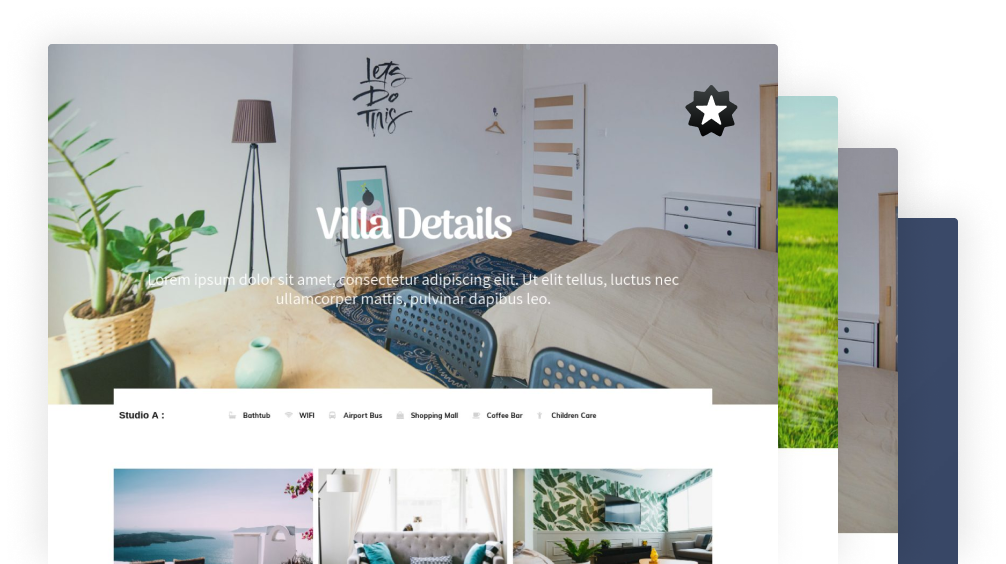 Lets
Do
This
Villa Details
Lorem ipsum dolor sit amet, consectetur adipiscing elit. Ut elit tellus, luctus nec
ullamcorper mattis, pulvinar dapibus leo.
Studio A : Bathtub WIFI Airport Bus Shopping Mall Coffee Bar Children Care